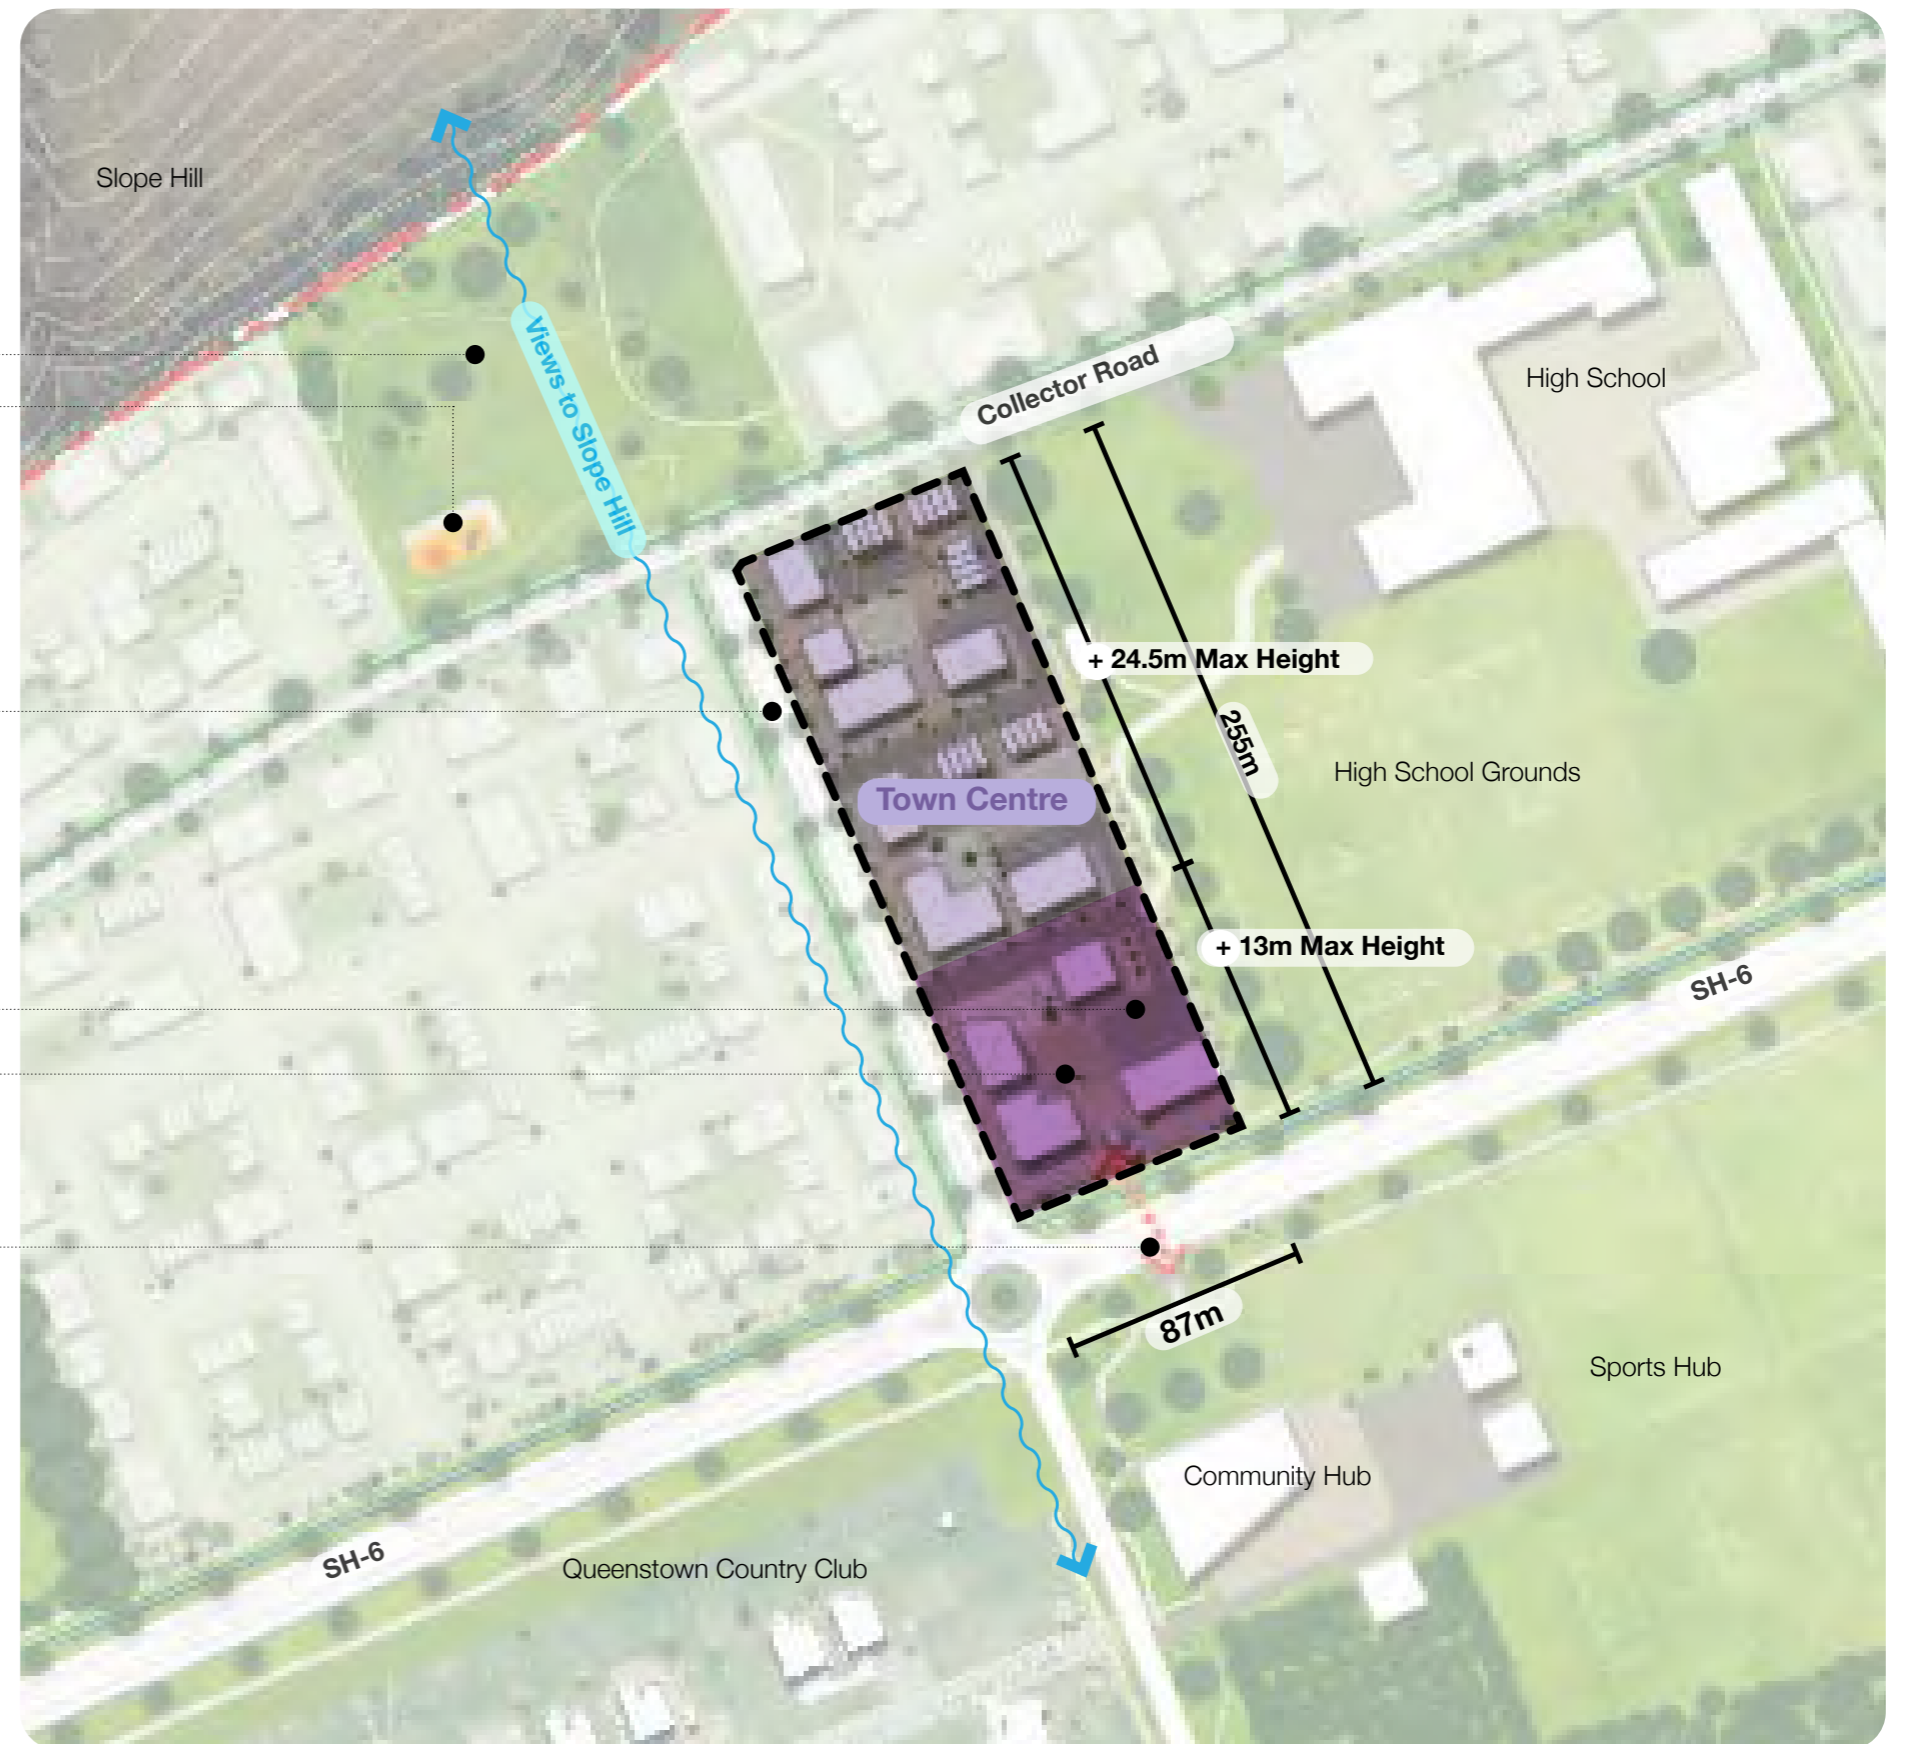 Slope Hill
Views to Slope Hill
Collector Road
High School
+ 24.5m Max Height
255m
High School Grounds
Town Centre
+ 13m Max Height
SH-6
87m
Sports Hub
Community Hub
SH-6
Queenstown Country Club